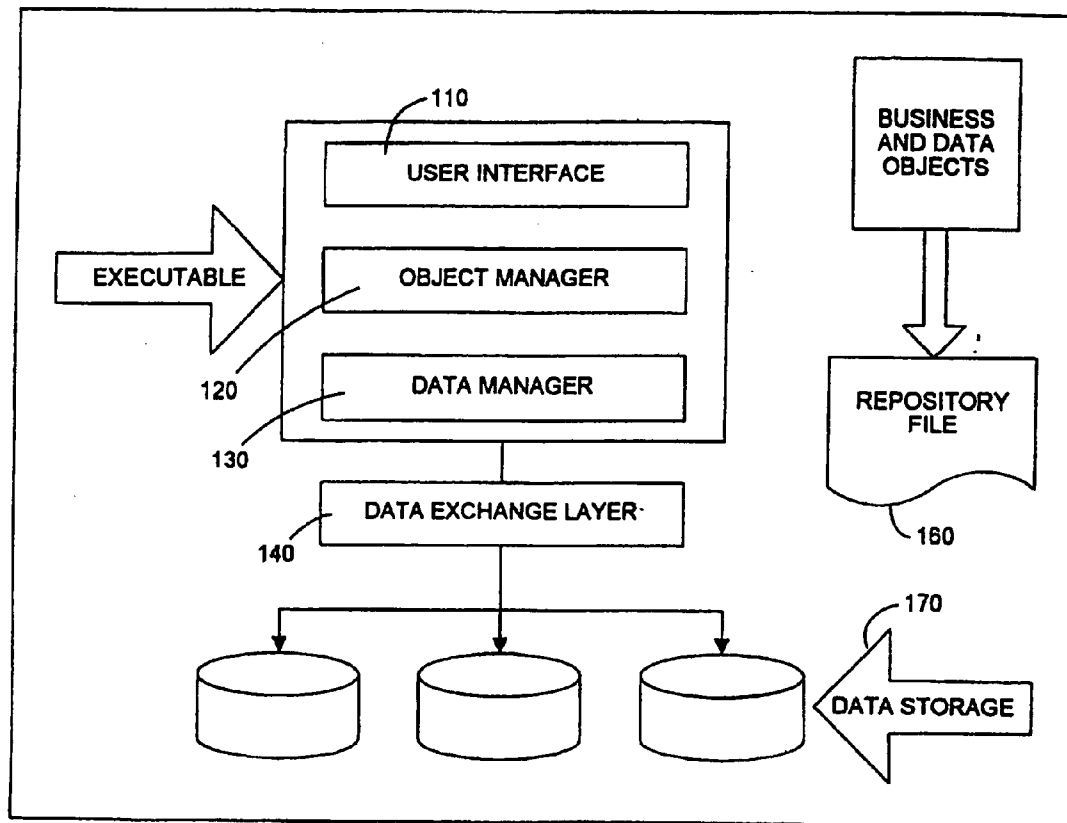 110
BUSINESS
AND DATA
OBJECTS
USER INTERFACE
EXECUTABLE
OBJECT MANAGER
120
DATA MANAGER
130
REPOSITORY
FILE
DATA EXCHANGE LAYER
140
160
170
DATA STORAGE